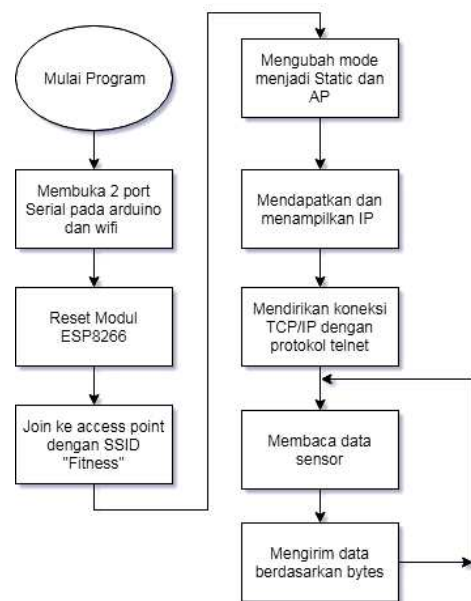 Mulai Program
Membuka 2 port
Serial pada arduino
dan wifi
Reset Modul
ESP8266
Join ke access point
dengan SSID
"Fitness"
Mengubah mode
menjadi Static dan
AP
Mendapatkan dan
menampilkan IP
Mendirikan koneksi
TCP/IP dengan
protokol telnet
Membaca data
sensor
Mengirim data
berdasarkan bytes